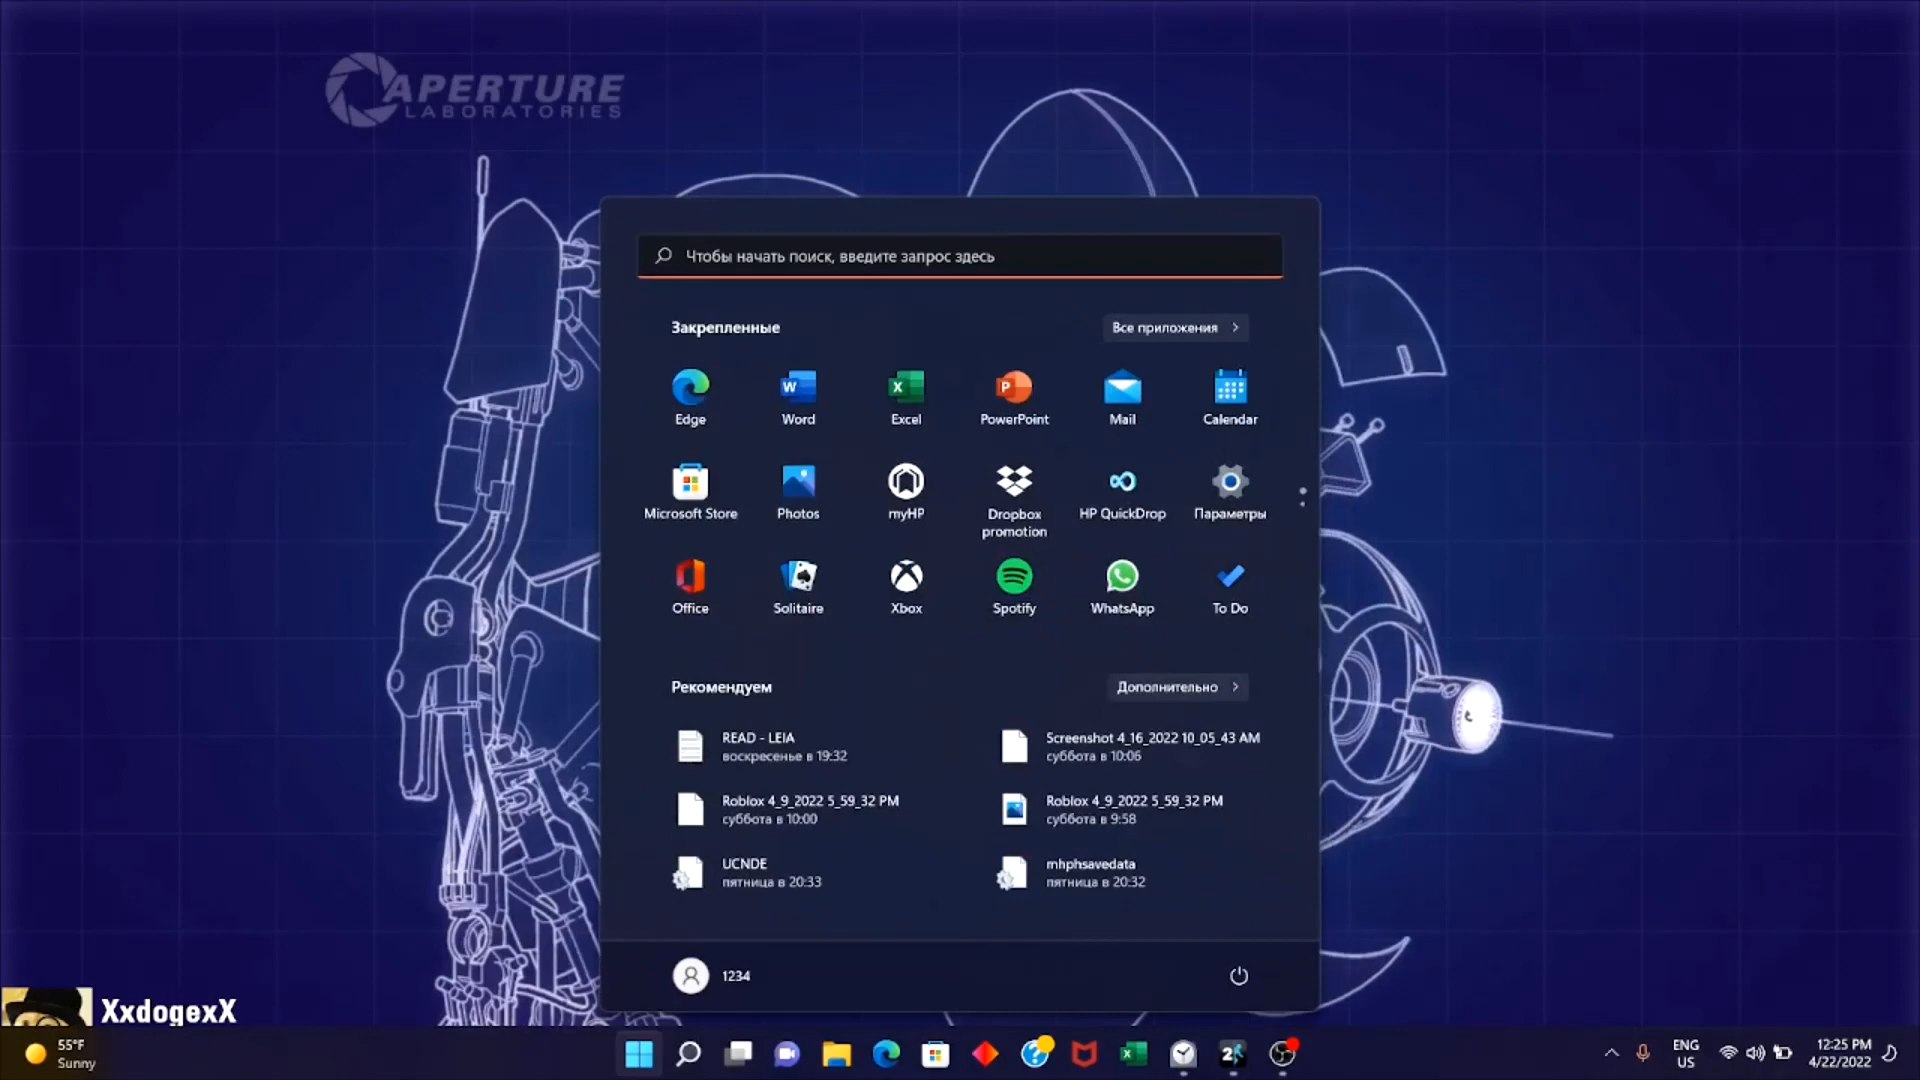 APERTURE
LABORATORIES
Чтобы начать поиск, введите запрос здесь
Закрепленные
Все приложения
Edge
Word
Excel
PowerPoint
Mail
Calendar
Microsoft Store
Photos
myHP
Dropbox
promotion
HP QuickDrop
Параметры
Office
Solitaire
Xbox
Spotify
WhatsApp
To Do
Рекомендуем
Дополнительно
READ - LEIA
воскресенье в 19:32
Screenshot 4_16_2022 10_05_43 AM
суббота в 10:06
Roblox 4_9_2022 5_59_32 PM
суббота в 10:00
Roblox 4_9_2022 5_59_32 PM
суббота в 9:58
UCNDE
пятница в 20:33
mhphsavedata
пятница в 20:32
1234
XxdogexX
55°F
Sunny
ENG
US
12:25 PM
4/22/2022